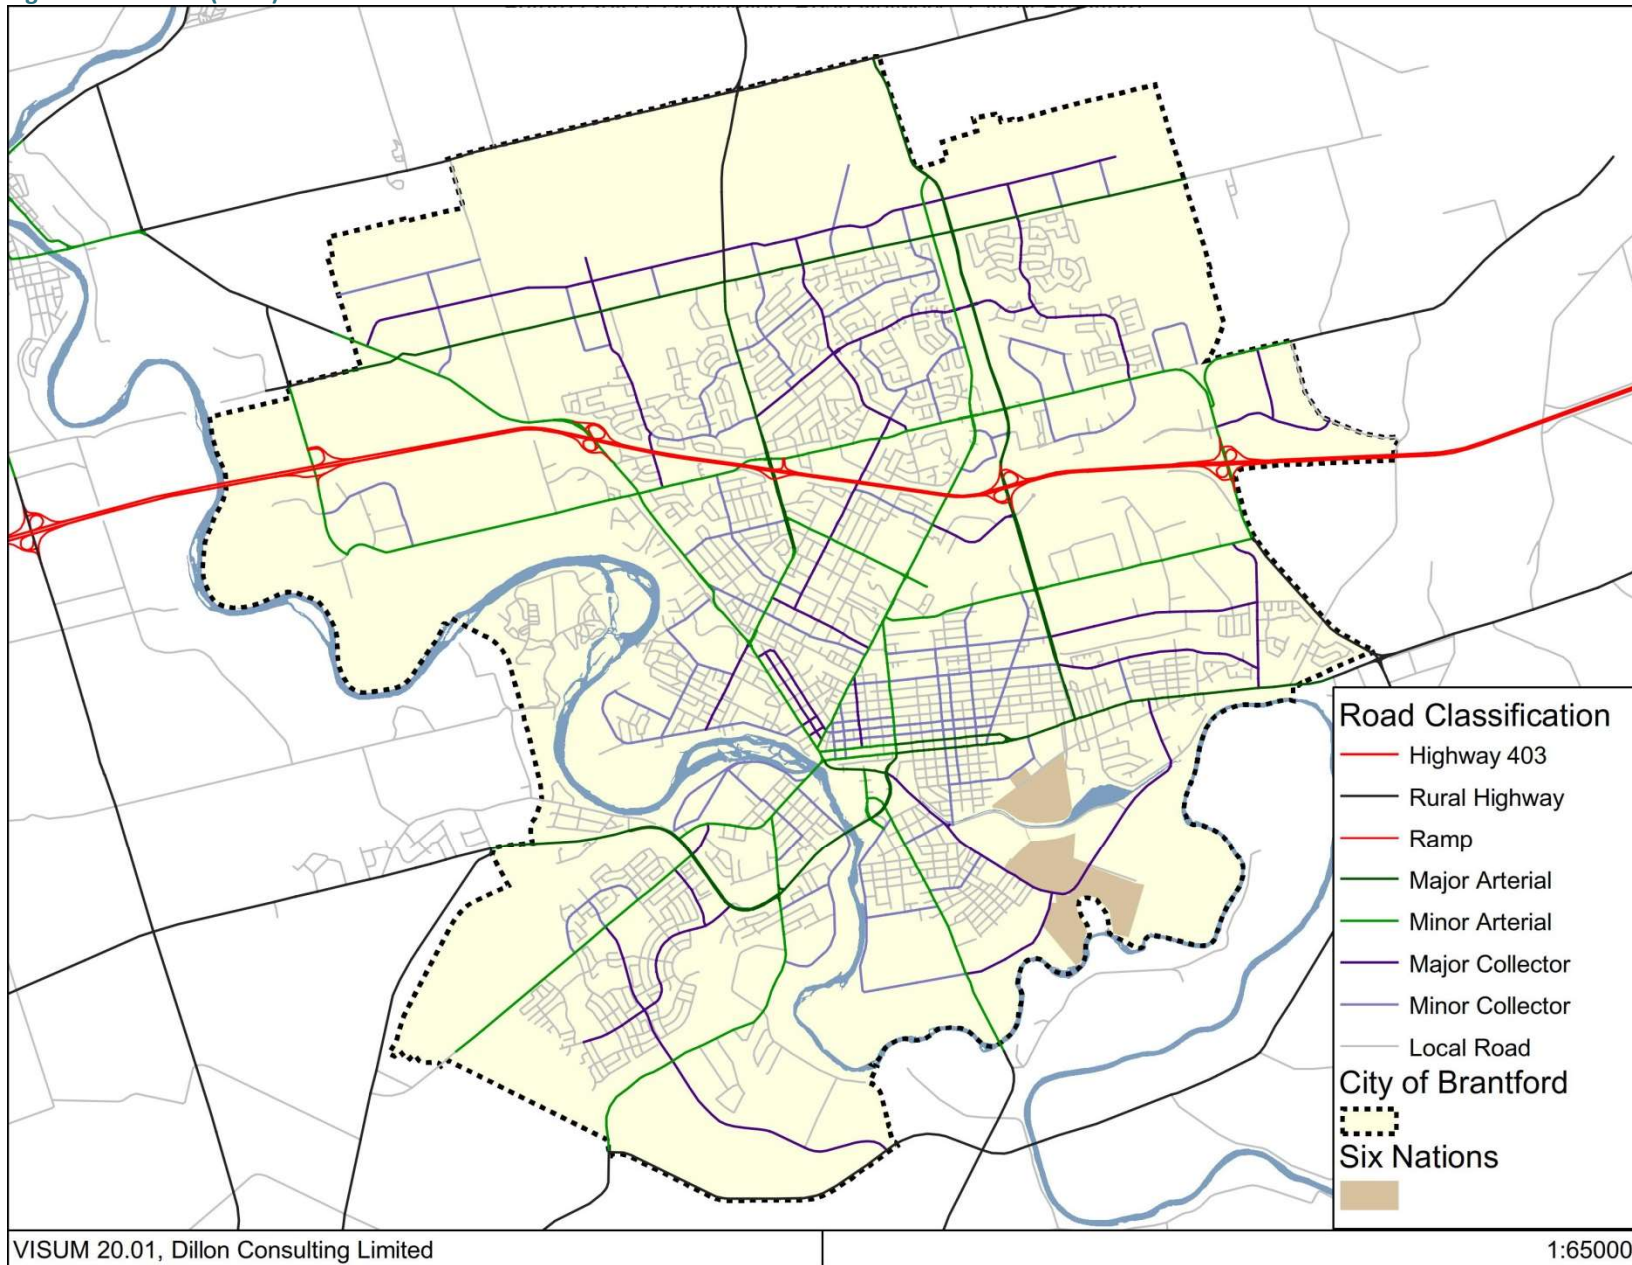 Road Classification
Highway 403
Rural Highway
Ramp
Major Arterial
Minor Arterial
Major Collector
Minor Collector
Local Road
City of Brantford
Six Nations
VISUM 20.01, Dillon Consulting Limited
1:65000